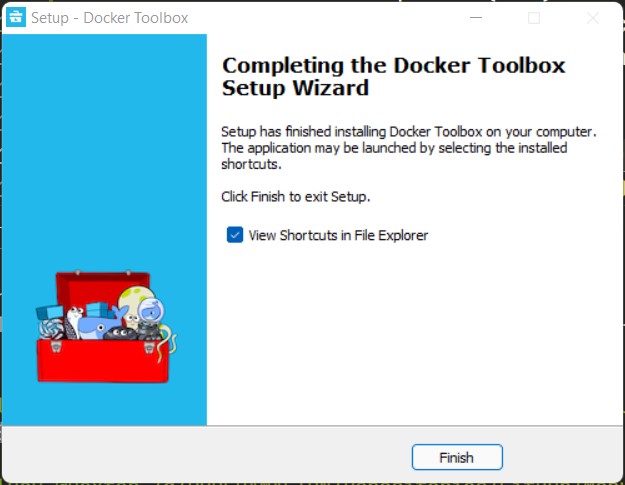 Setup - Docker Toolbox
Completing the Docker Toolbox
Setup Wizard
Setup has finished installing Docker Toolbox on your computer.
The application may be launched by selecting the installed
shortcuts.
Click Finish to exit Setup.
View Shortcuts in File Explorer
Finish